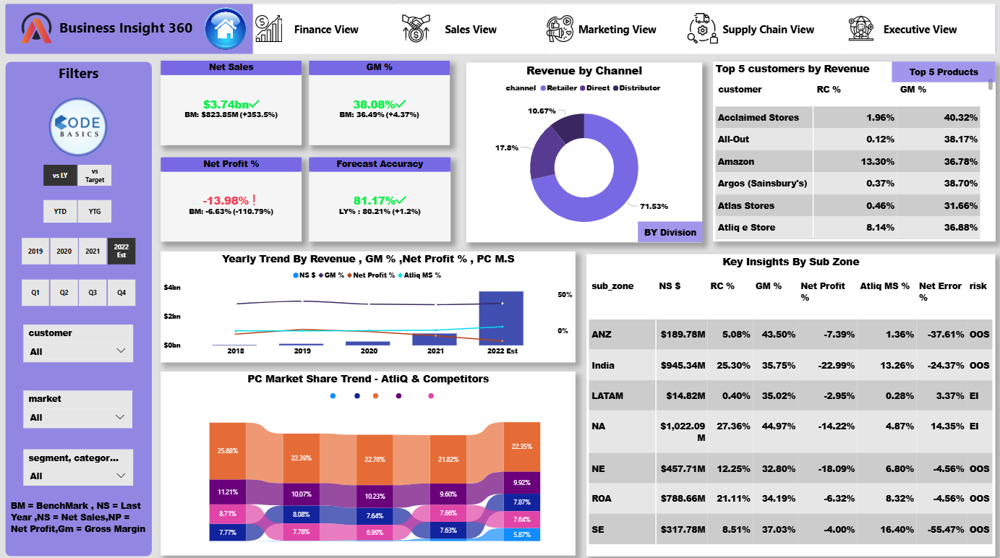 Business Insight 360
Finance View
Sales View
Marketing View
Supply Chain View
Executive View
Filters
CODE
BASICS
vs LY
vs
Target
YTD
YTG
2019
2020
2021
2022
Est
Q1
Q2
Q3
Q4
customer
All
market
All
segment, categor...
All
BM = BenchMark , NS = Last
Year ,NS = Net Sales,NP =
Net Profit,Gm = Gross Margin
Net Sales
$3.74bn
BM: $823.85M (+353.5%)
GM %
38.08%
BM: 36.49% (+4.37%)
Net Profit %
-13.98% !
BM: -6.63% (-110.79%)
Forecast Accuracy
81.17%
LY% : 80.21% (+1.2%)
Revenue by Channel
channel Retailer Direct Distributor
10.67%
17.8%
71.53%
BY Division
Top 5 customers by Revenue
Top 5 Products
customer RC % GM %
Acclaimed Stores 1.96% 40.32%
All-Out 0.12% 38.17%
Amazon 13.30% 36.78%
Argos (Sainsbury's) 0.37% 38.70%
Atlas Stores 0.46% 31.66%
Atliq e Store 8.14% 36.88%
Yearly Trend By Revenue , GM % ,Net Profit % , PC M.S
NS $ GM % Net Profit % Atliq MS %
$4bn
$2bn
$0bn
50%
0%
2018 2019 2020 2021 2022 Est
PC Market Share Trend - AtliQ & Competitors
25.68% 22.39% 22.76% 21.82% 22.35%
11.21% 10.07% 10.23% 9.60% 9.92%
8.71% 8.08% 7.64% 7.66% 7.87%
7.77% 7.76% 6.99% 7.63% 7.64%
5.87%
Key Insights By Sub Zone
sub_zone NS $ RC % GM % Net Profit
% Atliq MS % Net Error
% risk
ANZ $189.78M 5.08% 43.50% -7.39% 1.36% -37.61% OOS
India $945.34M 25.30% 35.75% -22.99% 13.26% -24.37% OOS
LATAM $14.82M 0.40% 35.02% -2.95% 0.28% 3.37% EI
NA $1,022.09
M 27.36% 44.97% -14.22% 4.87% 14.35% EI
NE $457.71M 12.25% 32.80% -18.09% 6.80% -4.56% OOS
ROA $788.66M 21.11% 34.19% -6.32% 8.32% -4.56% OOS
SE $317.78M 8.51% 37.03% -4.00% 16.40% -55.47% OOS